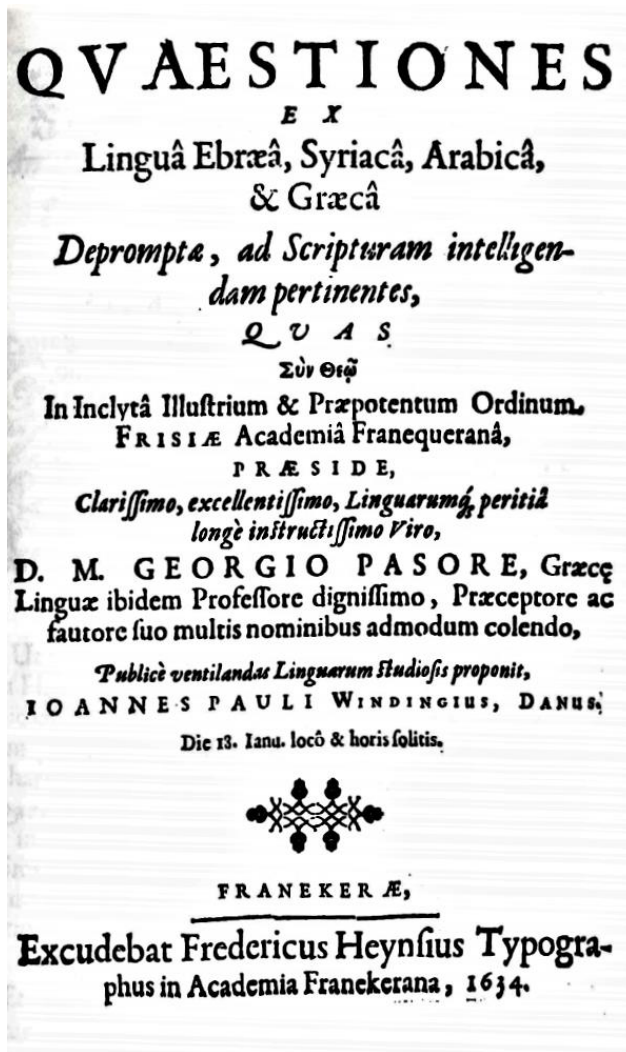 QVAESTIONES
EX
Linguâ Ebræâ, Syriacâ, Arabicâ,
& Græcâ
Depromptæ, ad Scripturam intelligen-
dam pertinentes,
QUAS
Σὺν Θεῷ
In Inclytâ Illuſtrium & Præpotentum Ordinum
FRISIÆ Academiâ Franequeranâ,
PRÆSIDE,
Clariſſimo, excellentiſſimo, Linguarumq́; peritiâ
longè inſtructiſſimo Viro,
D. M. GEORGIO PASORE, Græcę
Linguæ ibidem Profeſſore digniſſimo, Præceptore ac
fautore ſuo multis nominibus admodum colendo,
Publicè ventilandas Linguarum ſtudioſis proponit,
IOANNES PAULI WINDINGIUS, DANUS.
Die 18. Ianu. locô & horis ſolitis.
FRANEKERÆ,
Excudebat Fredericus Heynſius Typogra-
phus in Academia Franekerana, 1634.